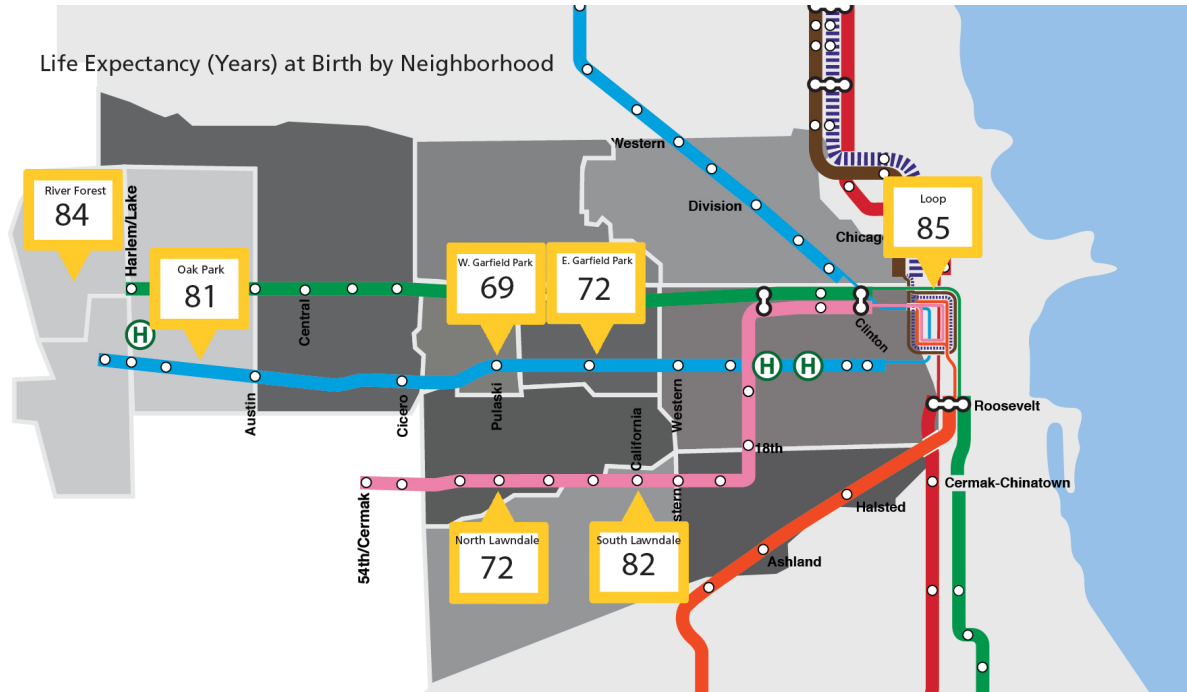 Life Expectancy (Years) at Birth by Neighborhood
Western
River Forest
84
Harlem/Lake
Division
Loop
85
Chicag
Oak Park
81
W. Garfield Park
69
E. Garfield Park
72
Central
Clinton
H
H
H
Austin
Cicero
Pulaski
Western
Roosevelt
California
18th
54th/Cermak
stern
Cermak-Chinatown
Halsted
North Lawndale
72
South Lawndale
82
Ashland